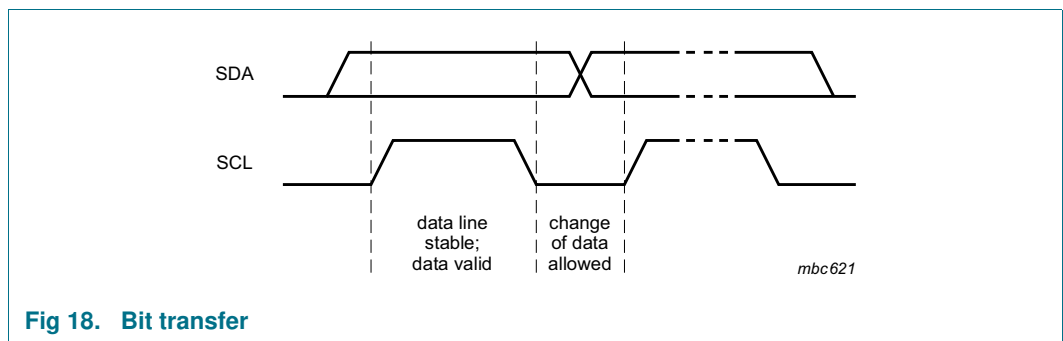 SDA
SCL
data line
stable;
data valid
change
of data
allowed
mbc621
Fig 18. Bit transfer